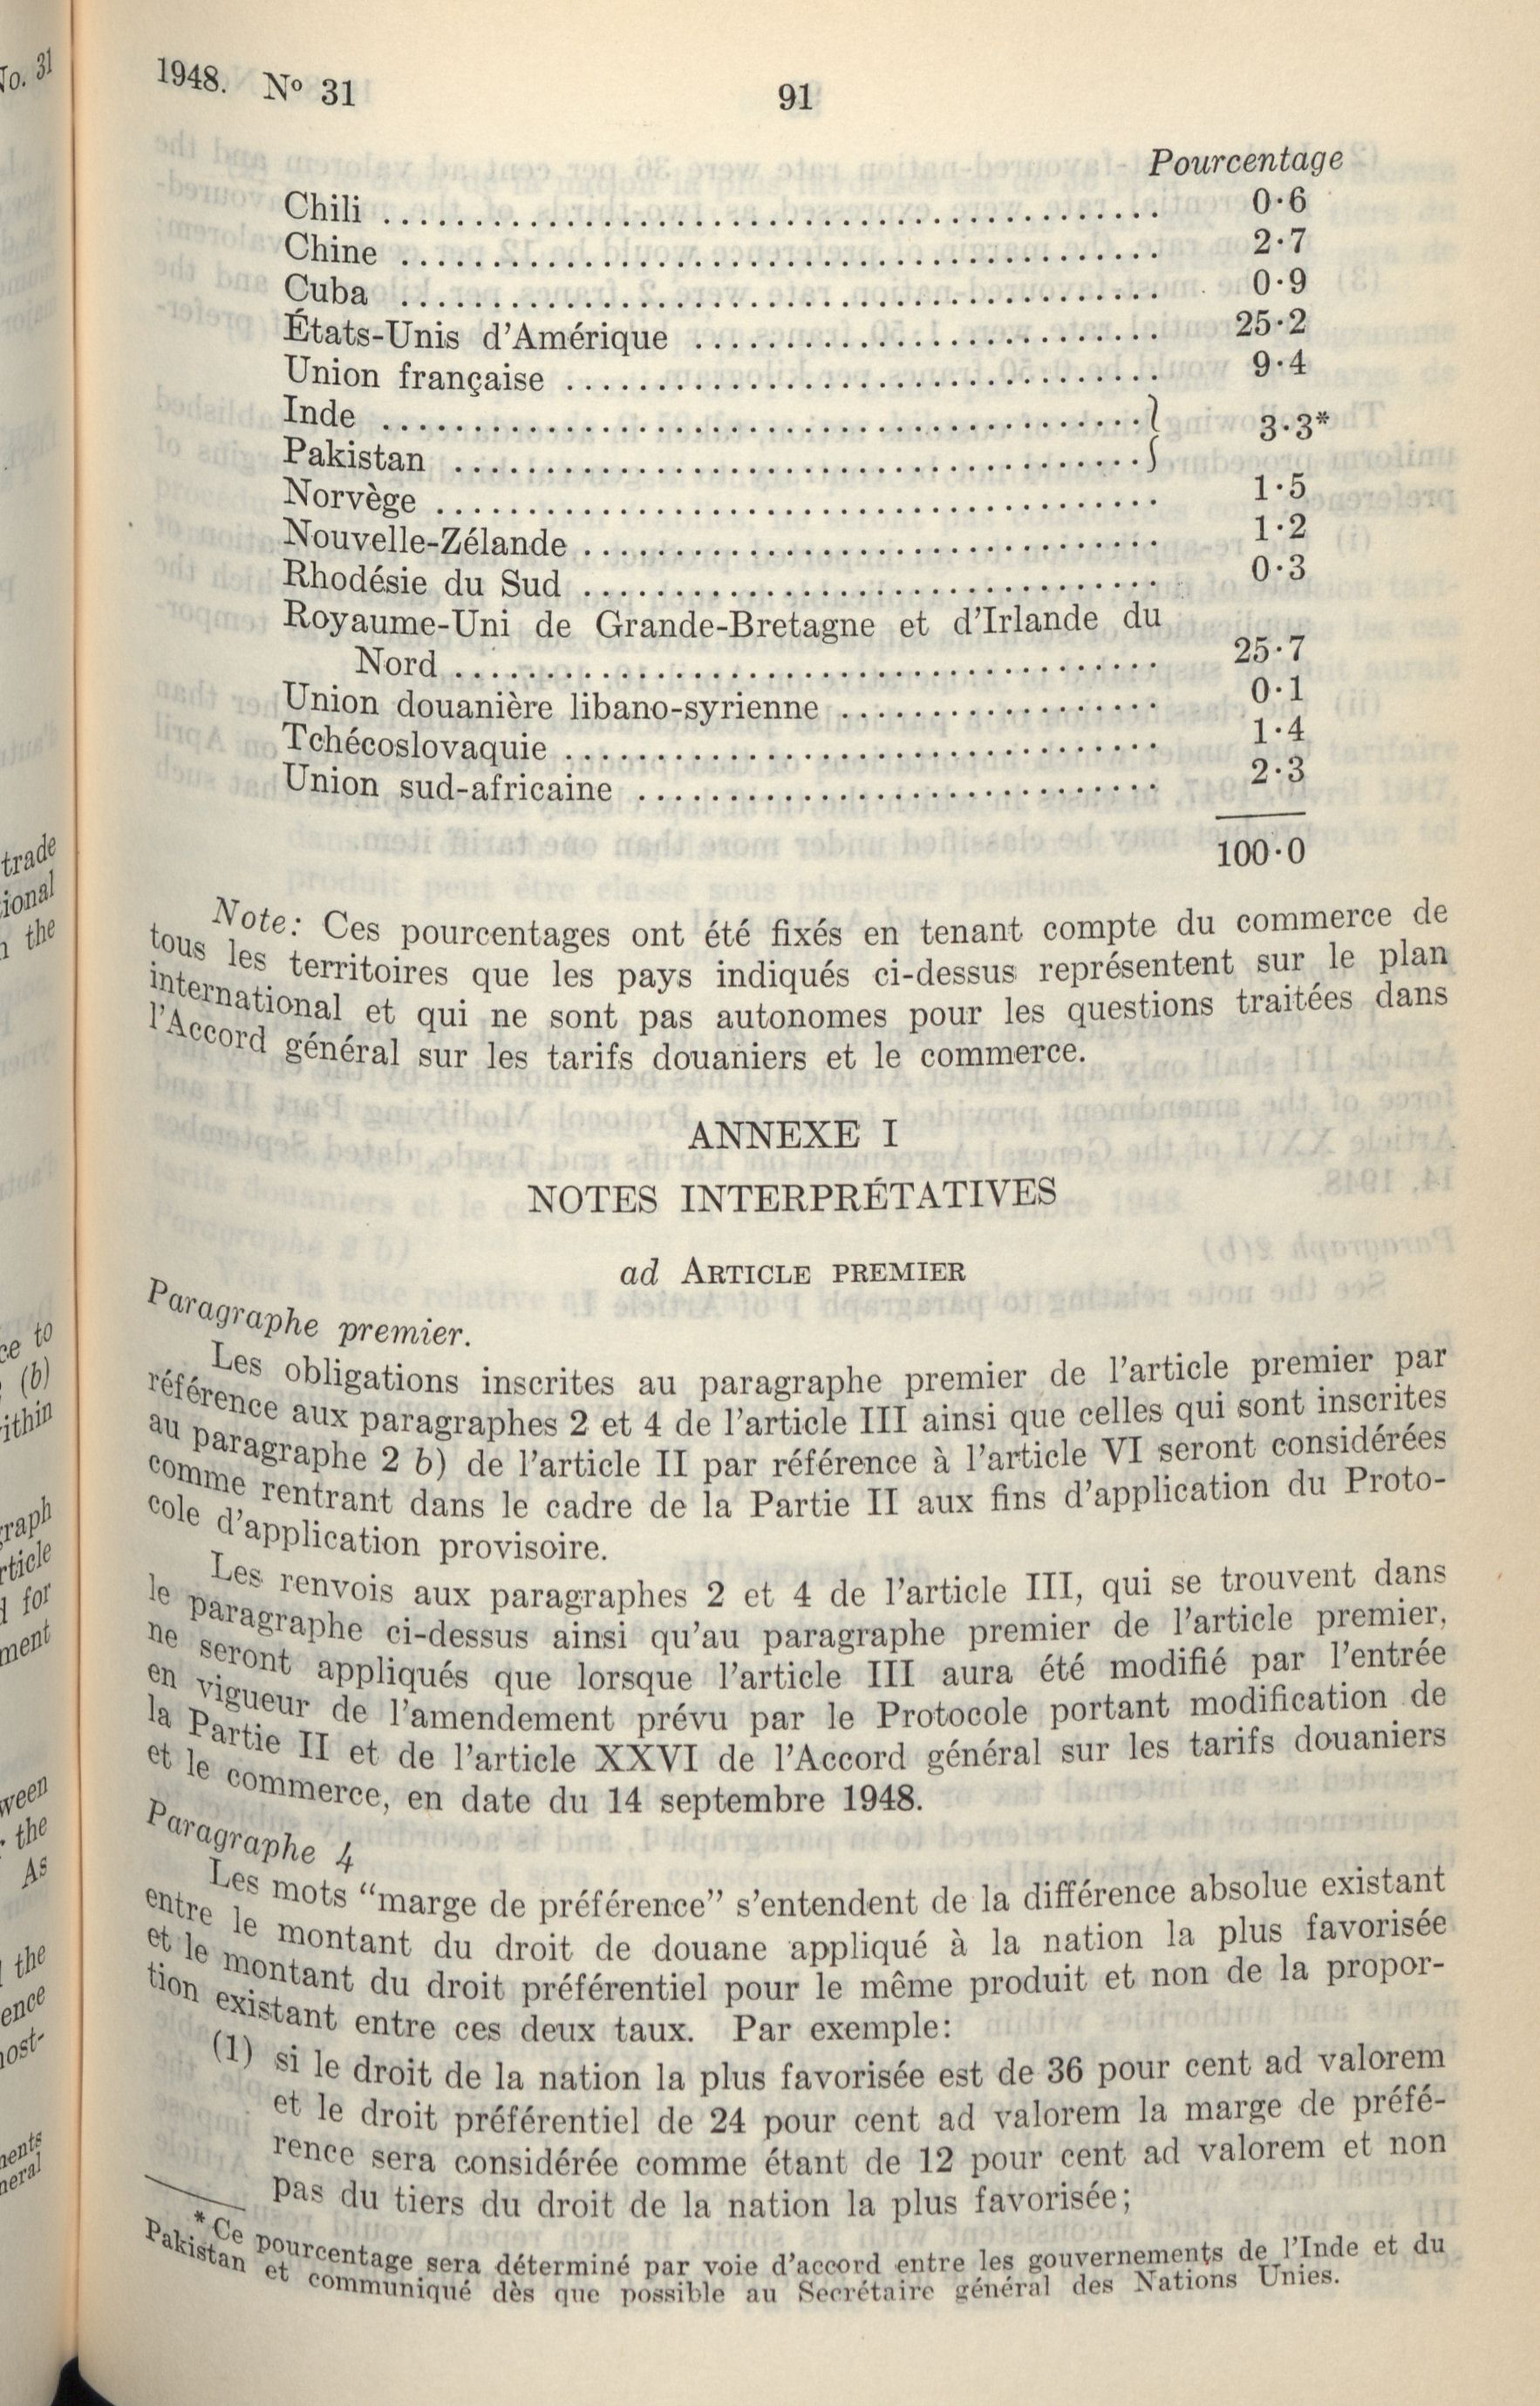 1948. Nº 31
91
Pourcentage
Chili ........................ 0·6
Chine ........................ 2·7
Cuba ........................ 0·9
États-Unis d'Amérique ........................ 25·2
Union française ........................ 9·4
Inde ........................ }
3·3*
Pakistan ........................ }
Norvège ........................ 1·5
Nouvelle-Zélande ........................ 1·2
Rhodésie du Sud ........................ 0·3
Royaume-Uni de Grande-Bretagne et d'Irlande du
Nord ........................ 25·7
Union douanière libano-syrienne ........................ 0·1
Tchécoslovaquie ........................ 1·4
Union sud-africaine ........................ 2·3
100·0
Note: Ces pourcentages ont été fixés en tenant compte du commerce de
tous les territoires que les pays indiqués ci-dessus représentent sur le plan
international et qui ne sont pas autonomes pour les questions traitées dans
l'Accord général sur les tarifs douaniers et le commerce.
ANNEXE I
NOTES INTERPRÉTATIVES
ad ARTICLE PREMIER
Paragraphe premier.
Les obligations inscrites au paragraphe premier de l'article premier par
référence aux paragraphes 2 et 4 de l'article III ainsi que celles qui sont inscrites
au paragraphe 2 b) de l'article II par référence à l'article VI seront considérées
comme rentrant dans le cadre de la Partie II aux fins d'application du Proto-
cole d'application provisoire.
Les renvois aux paragraphes 2 et 4 de l'article III, qui se trouvent dans
le paragraphe ci-dessus ainsi qu'au paragraphe premier de l'article premier,
ne seront appliqués que lorsque l'article III aura été modifié par l'entrée
en vigueur de l'amendement prévu par le Protocole portant modification de
la Partie II et de l'article XXVI de l'Accord général sur les tarifs douaniers
et le commerce, en date du 14 septembre 1948.
Paragraphe 4
Les mots "marge de préférence" s'entendent de la différence absolue existant
entre le montant du droit de douane appliqué à la nation la plus favorisée
et le montant du droit préférentiel pour le même produit et non de la propor-
tion existant entre ces deux taux. Par exemple:
(1) si le droit de la nation la plus favorisée est de 36 pour cent ad valorem
et le droit préférentiel de 24 pour cent ad valorem la marge de préfé-
rence sera considérée comme étant de 12 pour cent ad valorem et non
pas du tiers du droit de la nation la plus favorisée;
* Ce pourcentage sera déterminé par voie d'accord entre les gouvernements de l'Inde et du
Pakistan et communiqué dès que possible au Secrétaire général des Nations Unies.